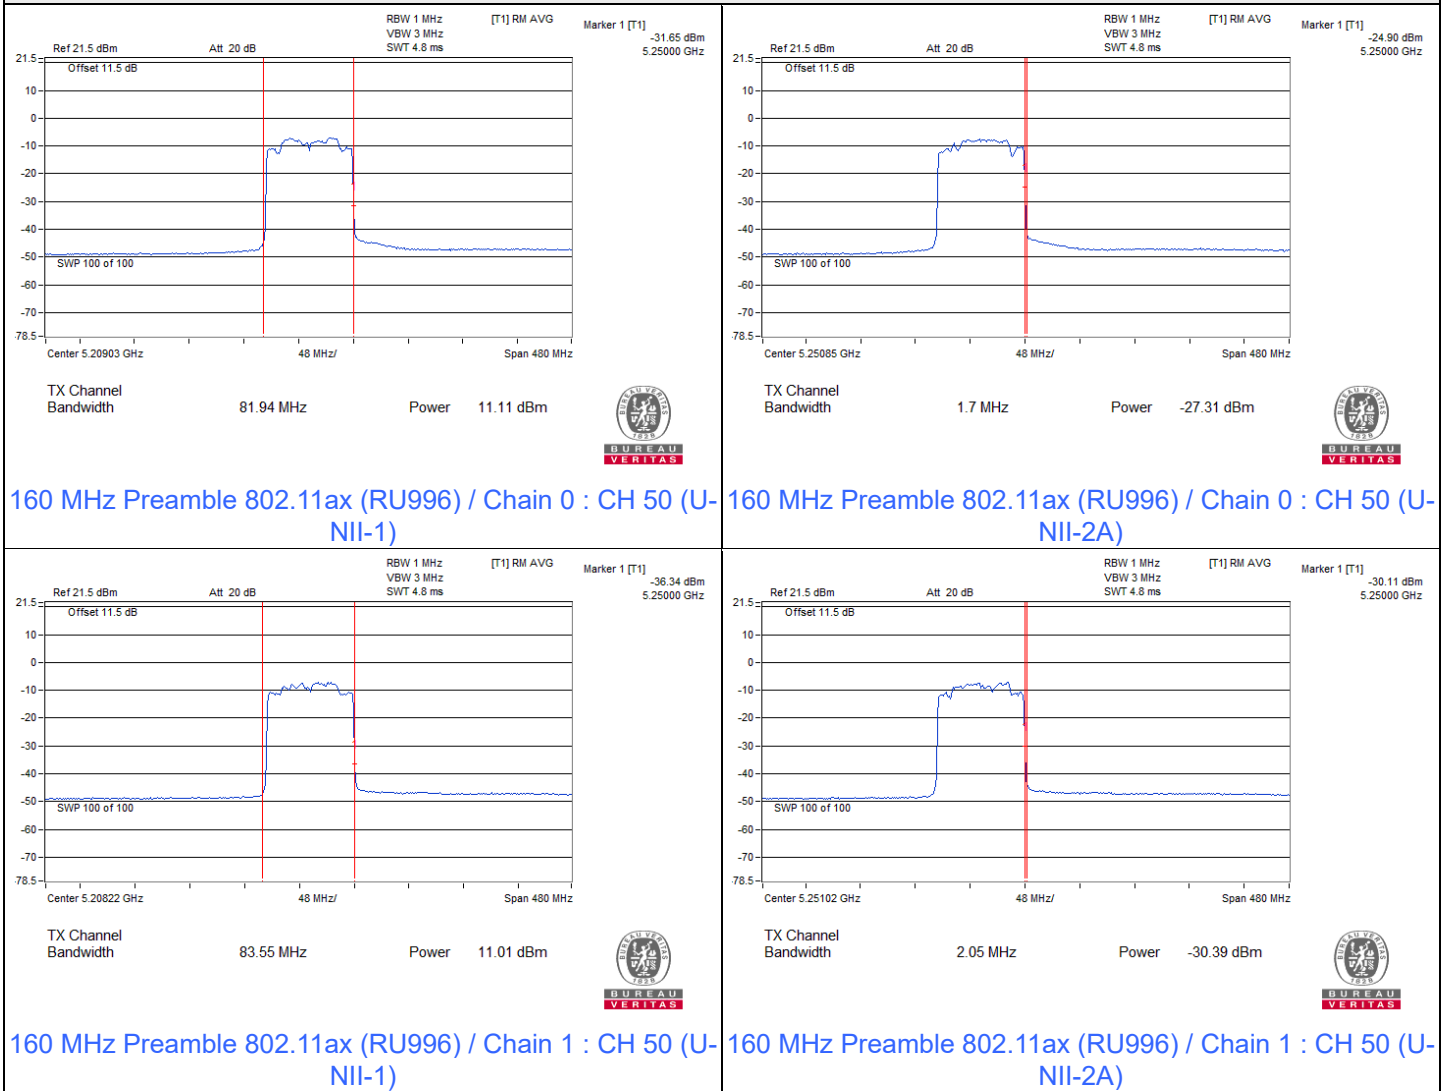 RBW 1 MHz
[T1] RM AVG
Marker 1 [T1]
VBW 3 MHz
-31.65 dBm
Ref 21.5 dBm
Att 20 dB
SWT 4.8 ms
5.25000 GHz
21.5
Offset 11.5 dB
10
0
-10
-20
-30
-40
-50
SWP 100 of 100
-60
-70
-78.5
Center 5.20903 GHz
48 MHz/
Span 480 MHz
TX Channel
Bandwidth
81.94 MHz
Power
11.11 dBm
BUREAU VERITAS
1828
BUREAU
VERITAS
160 MHz Preamble 802.11ax (RU996) / Chain 0 : CH 50 (U-
NII-1)
RBW 1 MHz
[T1] RM AVG
Marker 1 [T1]
VBW 3 MHz
-24.90 dBm
Ref 21.5 dBm
Att 20 dB
SWT 4.8 ms
5.25000 GHz
21.5
Offset 11.5 dB
10
0
-10
-20
-30
-40
-50
SWP 100 of 100
-60
-70
-78.5
Center 5.25085 GHz
48 MHz/
Span 480 MHz
TX Channel
Bandwidth
1.7 MHz
Power
-27.31 dBm
BUREAU VERITAS
1828
BUREAU
VERITAS
160 MHz Preamble 802.11ax (RU996) / Chain 0 : CH 50 (U-
NII-2A)
RBW 1 MHz
[T1] RM AVG
Marker 1 [T1]
VBW 3 MHz
-36.34 dBm
Ref 21.5 dBm
Att 20 dB
SWT 4.8 ms
5.25000 GHz
21.5
Offset 11.5 dB
10
0
-10
-20
-30
-40
-50
SWP 100 of 100
-60
-70
-78.5
Center 5.20822 GHz
48 MHz/
Span 480 MHz
TX Channel
Bandwidth
83.55 MHz
Power
11.01 dBm
BUREAU VERITAS
1828
BUREAU
VERITAS
160 MHz Preamble 802.11ax (RU996) / Chain 1 : CH 50 (U-
NII-1)
RBW 1 MHz
[T1] RM AVG
Marker 1 [T1]
VBW 3 MHz
-30.11 dBm
Ref 21.5 dBm
Att 20 dB
SWT 4.8 ms
5.25000 GHz
21.5
Offset 11.5 dB
10
0
-10
-20
-30
-40
-50
SWP 100 of 100
-60
-70
-78.5
Center 5.25102 GHz
48 MHz/
Span 480 MHz
TX Channel
Bandwidth
2.05 MHz
Power
-30.39 dBm
BUREAU VERITAS
1828
BUREAU
VERITAS
160 MHz Preamble 802.11ax (RU996) / Chain 1 : CH 50 (U-
NII-2A)